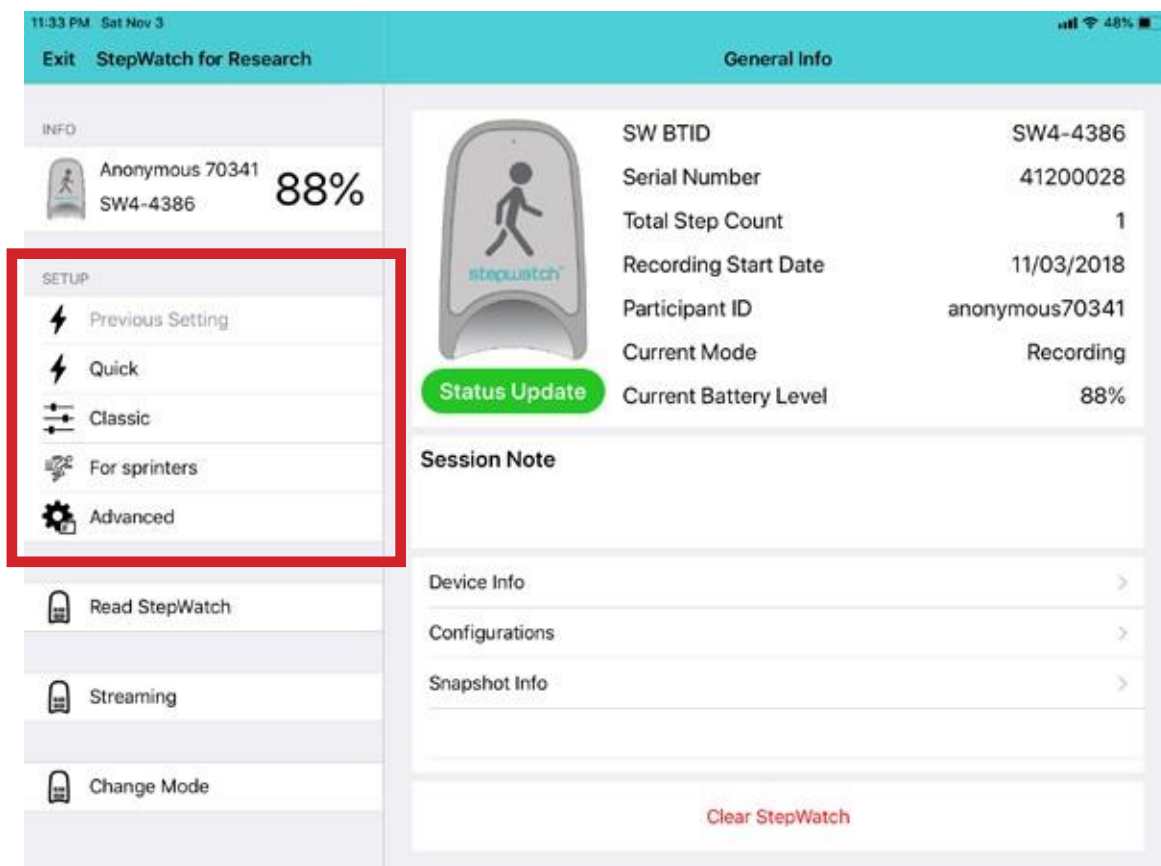 11:33 PM Sat Nov 3
48%
Exit StepWatch for Research
General Info
INFO
Anonymous 70341
SW4-4386
88%
SETUP
Previous Setting
Quick
Classic
For sprinters
Advanced
Read StepWatch
Streaming
Change Mode
stepwatch™
Status Update
SW BTID SW4-4386
Serial Number 41200028
Total Step Count 1
Recording Start Date 11/03/2018
Participant ID anonymous70341
Current Mode Recording
Current Battery Level 88%
Session Note
Device Info
Configurations
Snapshot Info
Clear StepWatch